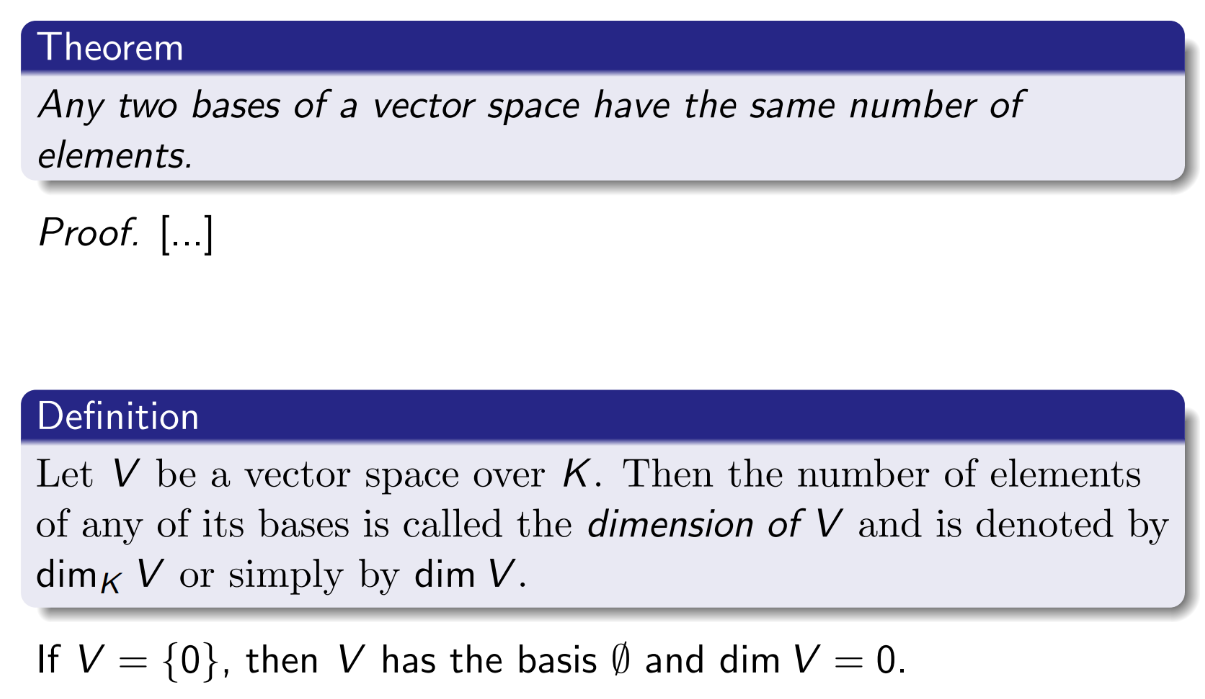 Theorem
Any two bases of a vector space have the same number of
elements.
Proof. [...]
Definition
Let V be a vector space over K. Then the number of elements
of any of its bases is called the dimension of V and is denoted by
dim_K V or simply by dim V.
If V = {0}, then V has the basis ∅ and dim V = 0.